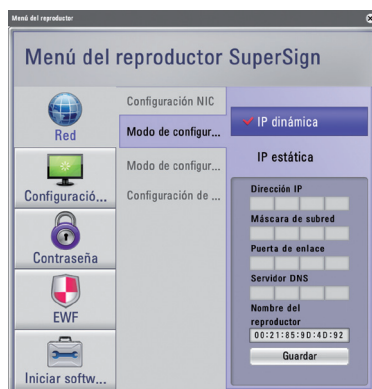 Menú del reproductor
Menú del reproductor SuperSign
Red
Configuració...
Contraseña
EWF
Iniciar softw...
Configuración NIC
Modo de configur...
Modo de configur...
Configuración de ...
IP dinámica
IP estática
Dirección IP
Máscara de subred
Puerta de enlace
Servidor DNS
Nombre del
reproductor
00:21:85:9D:4D:92
Guardar